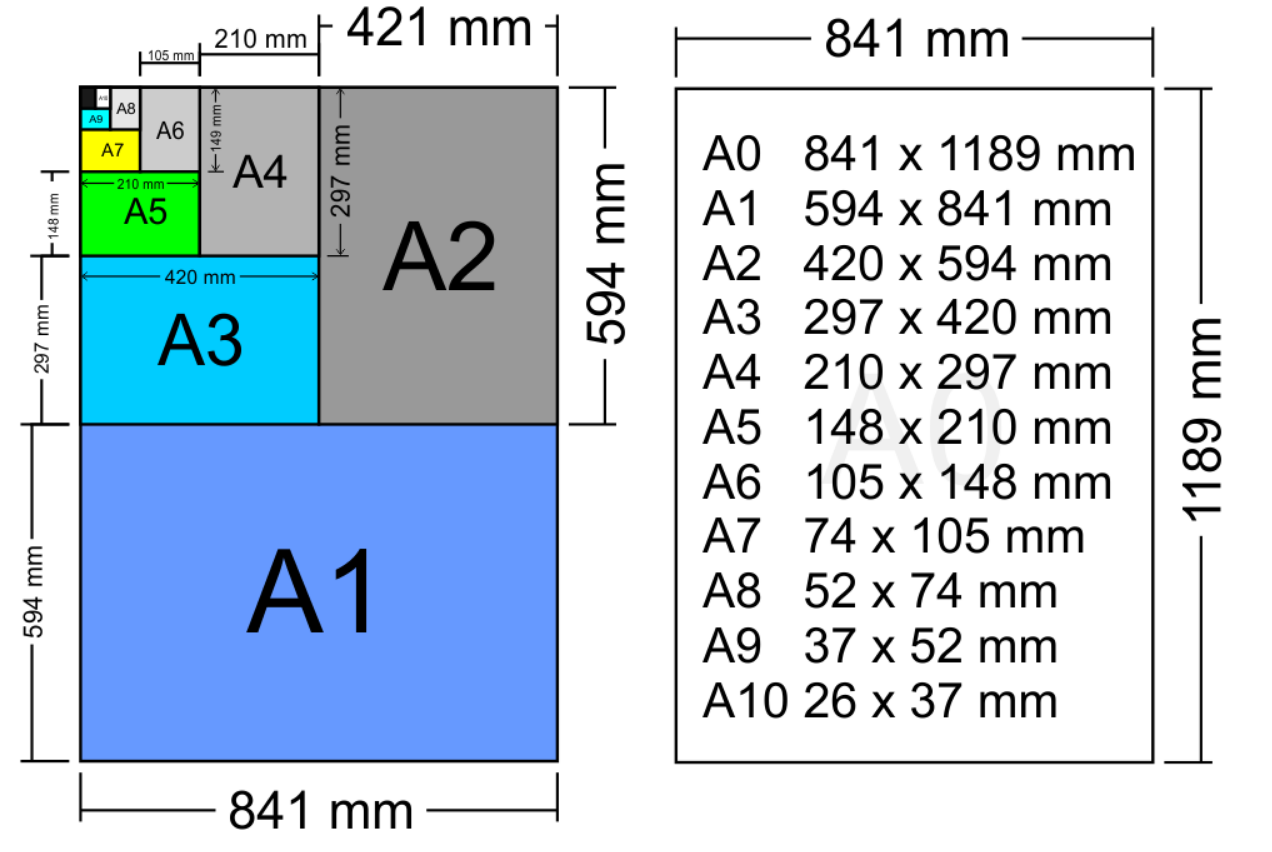 421 mm
210 mm
105 mm
A8
A9
A7
A6
149 mm
A4
297 mm
A2
594 mm
210 mm
A5
148 mm
420 mm
A3
297 mm
A1
594 mm
841 mm
841 mm
A0 841 x 1189 mm
A1 594 x 841 mm
A2 420 x 594 mm
A3 297 x 420 mm
A4 210 x 297 mm
A5 148 x 210 mm
A6 105 x 148 mm
A7 74 x 105 mm
A8 52 x 74 mm
A9 37 x 52 mm
A10 26 x 37 mm
A0
1189 mm